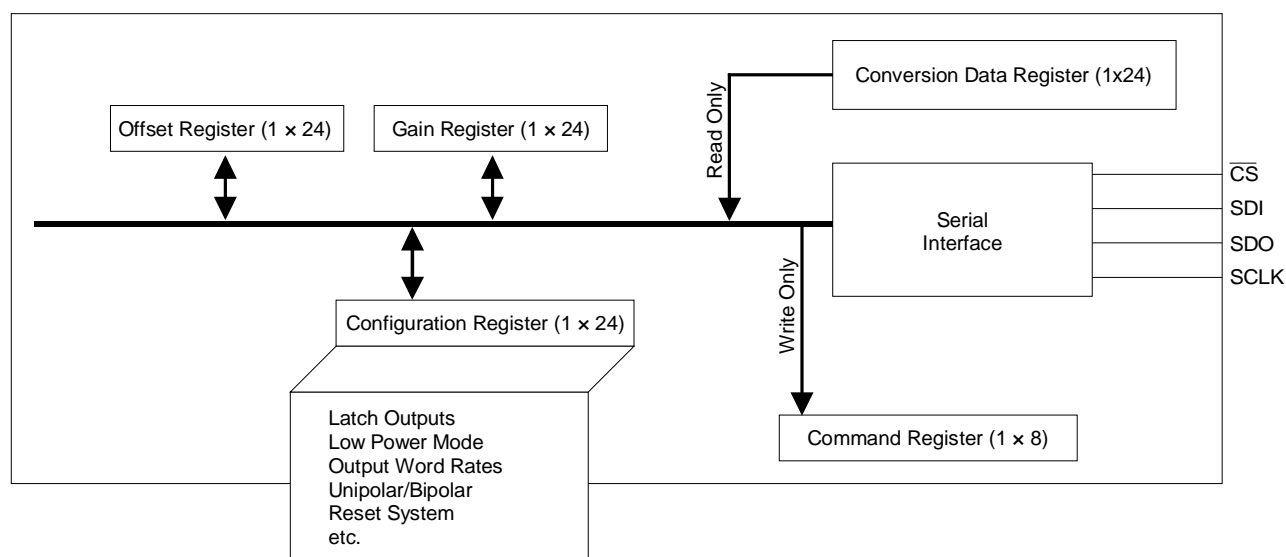 Conversion Data Register (1x24)
Offset Register (1 × 24)
Gain Register (1 × 24)
Read Only
Serial
Interface
CS
SDI
SDO
SCLK
Write Only
Configuration Register (1 × 24)
Latch Outputs
Low Power Mode
Output Word Rates
Unipolar/Bipolar
Reset System
etc.
Command Register (1 × 8)